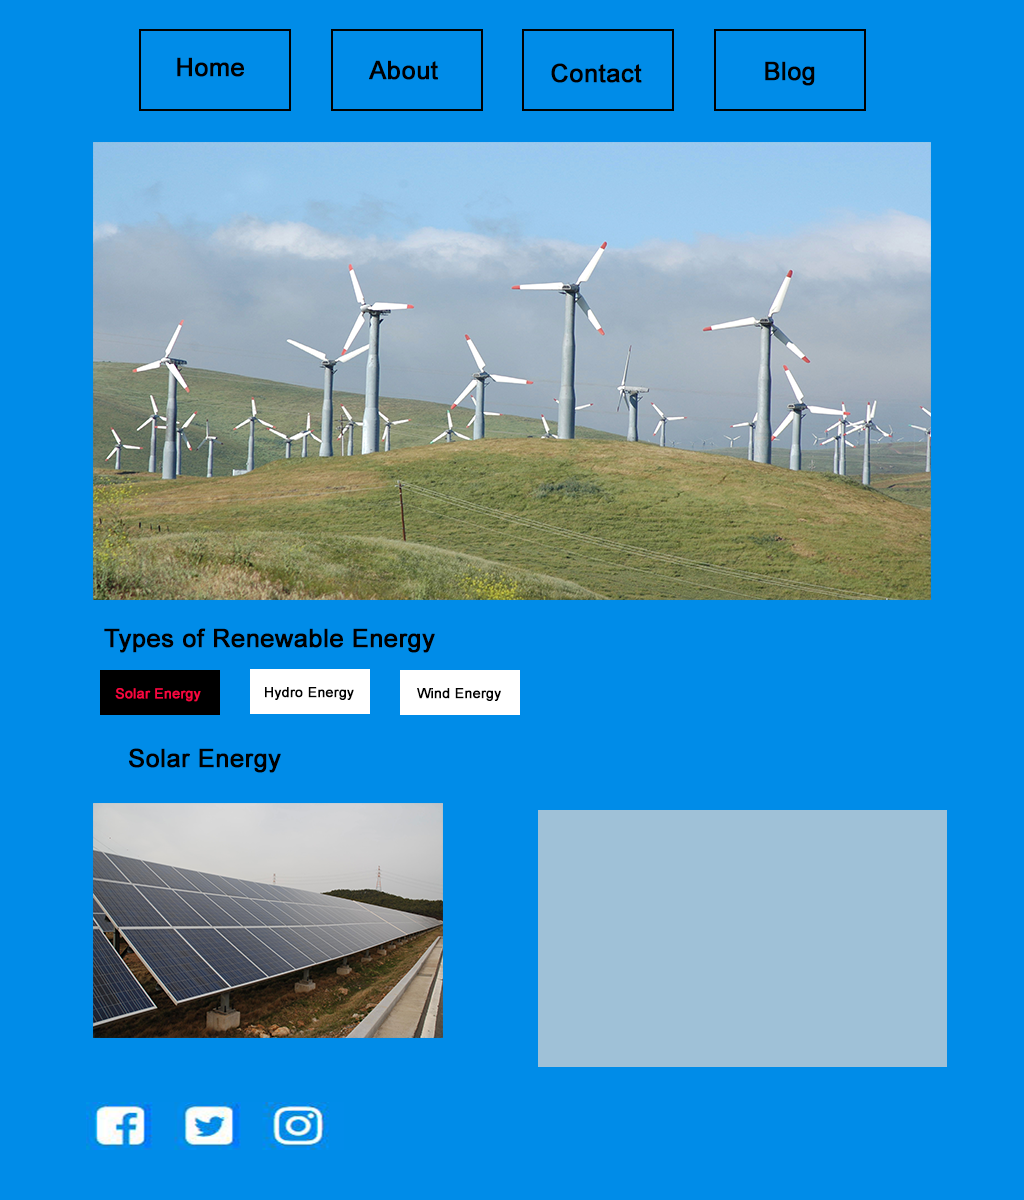 Home
About
Contact
Blog
Types of Renewable Energy
Solar Energy
Hydro Energy
Wind Energy
Solar Energy